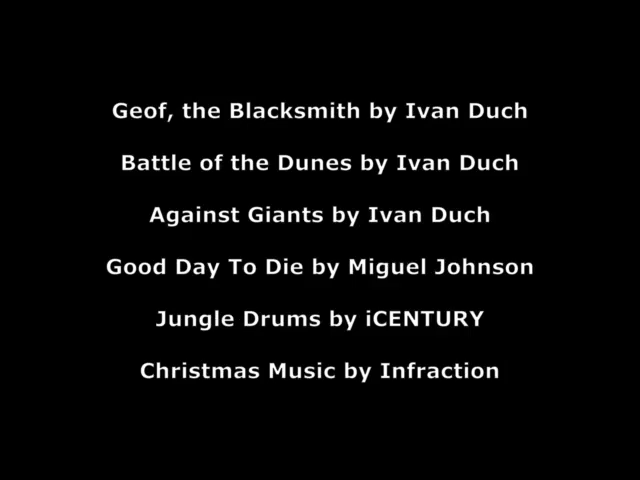 Geof, the Blacksmith by Ivan Duch
Battle of the Dunes by Ivan Duch
Against Giants by Ivan Duch
Good Day To Die by Miguel Johnson
Jungle Drums by iCENTURY
Christmas Music by Infraction